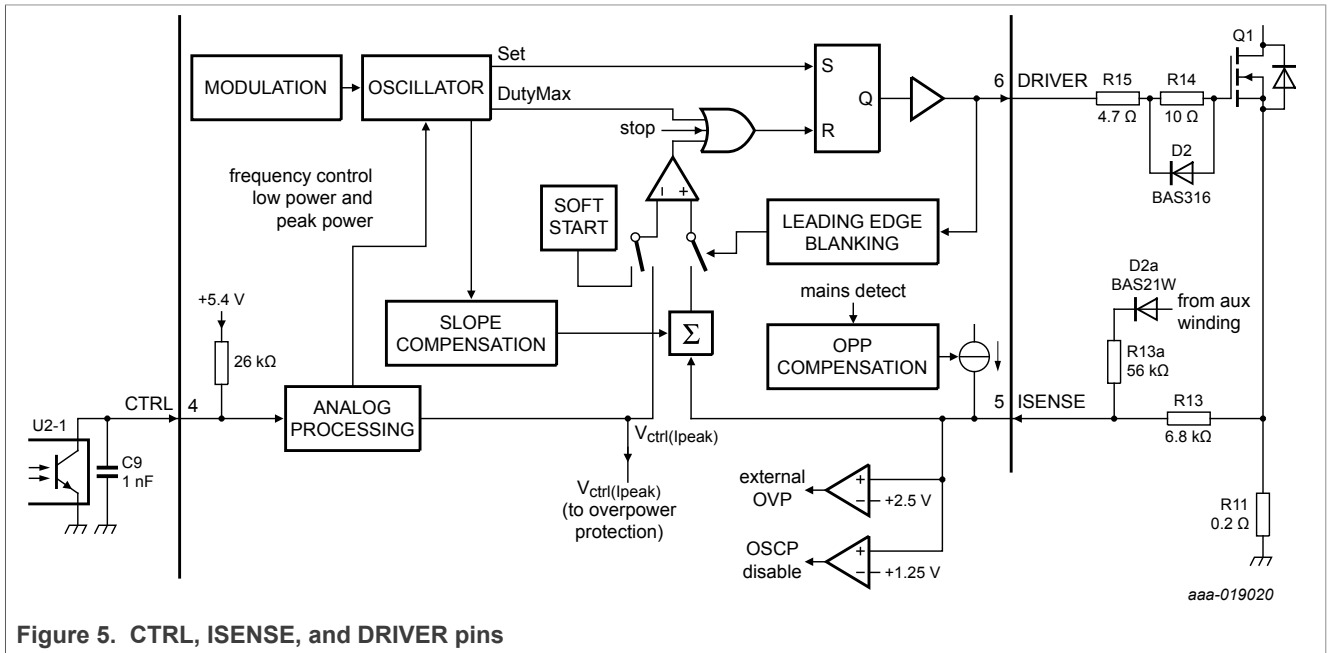 Set
DutyMax
stop
MODULATION
OSCILLATOR
S
Q
R
6 DRIVER
R15
4.7 Ω
R14
10 Ω
D2
BAS316
Q1
frequency control
low power and
peak power
SOFT
START
– +
LEADING EDGE
BLANKING
mains detect
D2a
BAS21W
from aux
winding
+5.4 V
26 kΩ
SLOPE
COMPENSATION
Σ
OPP
COMPENSATION
R13a
56 kΩ
CTRL 4
ANALOG
PROCESSING
5 ISENSE
R13
6.8 kΩ
U2-1
C9
1 nF
Vctrl(Ipeak)
Vctrl(Ipeak)
(to overpower
protection)
external
OVP
+
–
+2.5 V
OSCP
disable
+
–
+1.25 V
R11
0.2 Ω
aaa-019020
Figure 5. CTRL, ISENSE, and DRIVER pins